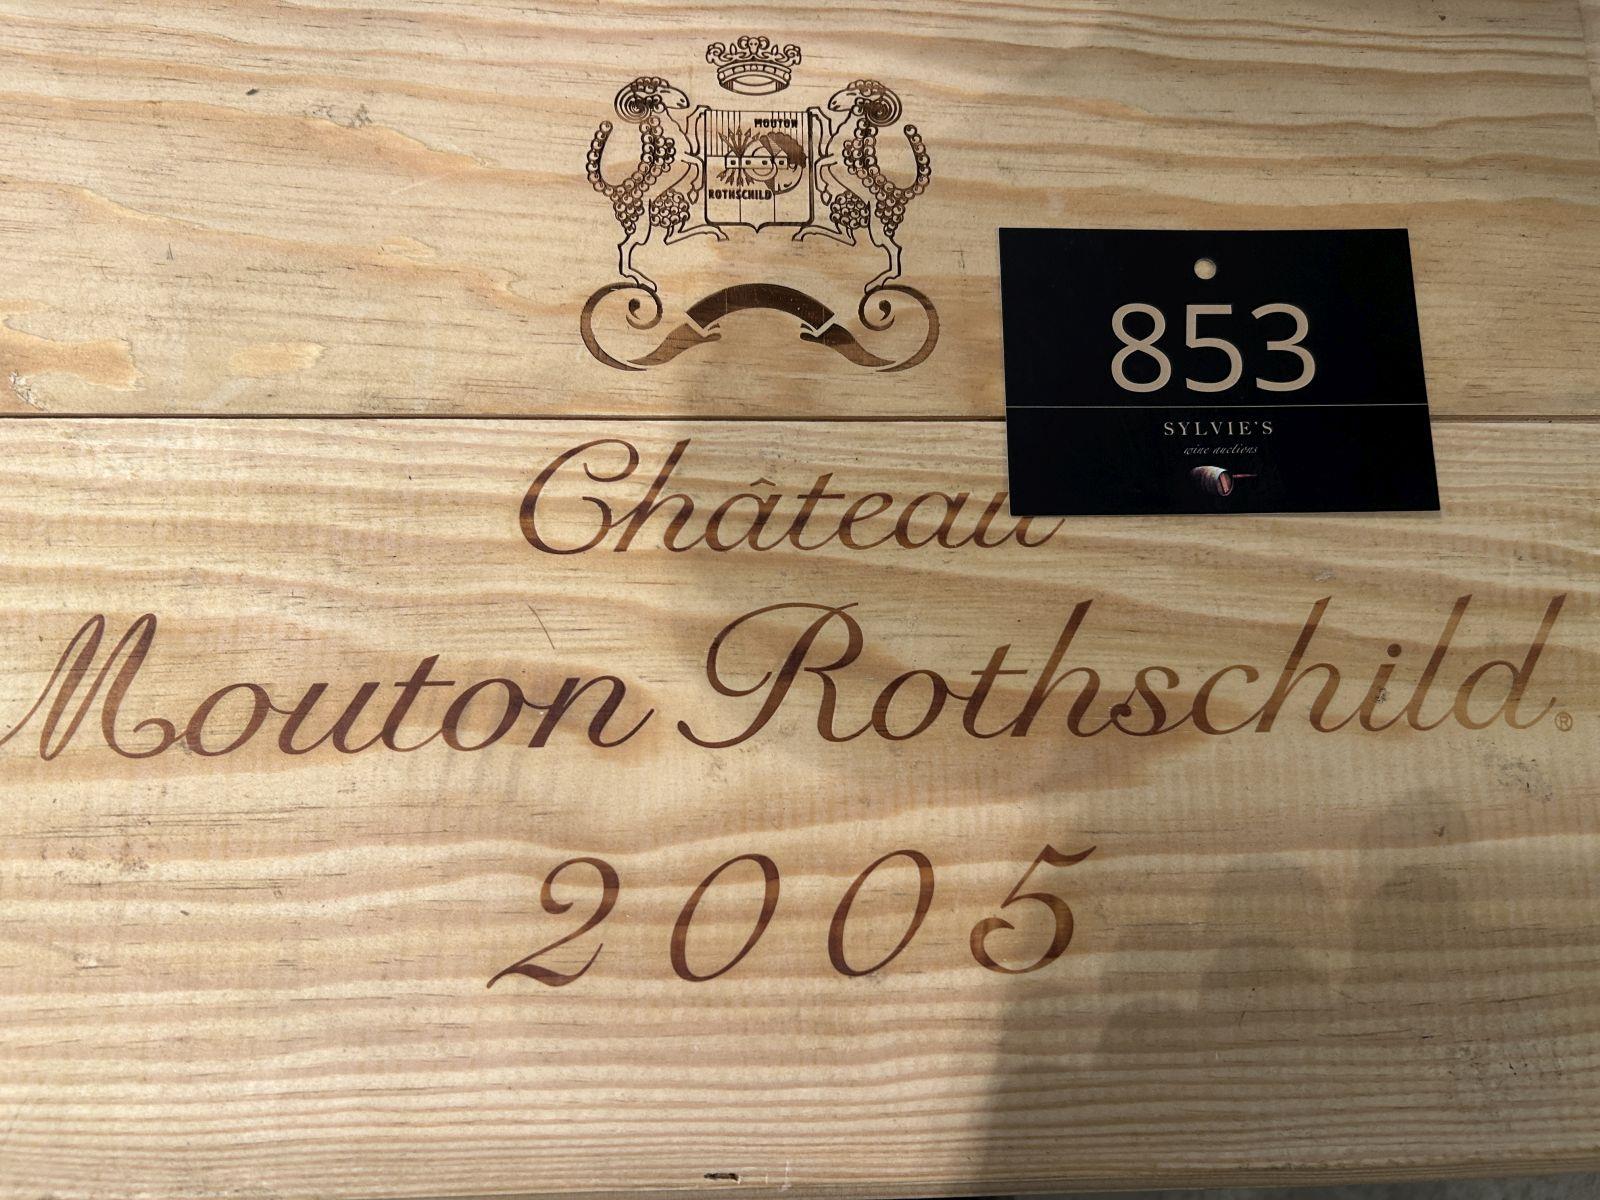 MOUTON
ROTHSCHILD
853
SYLVIE'S
wine auctions
Château
Mouton Rothschild®
2005